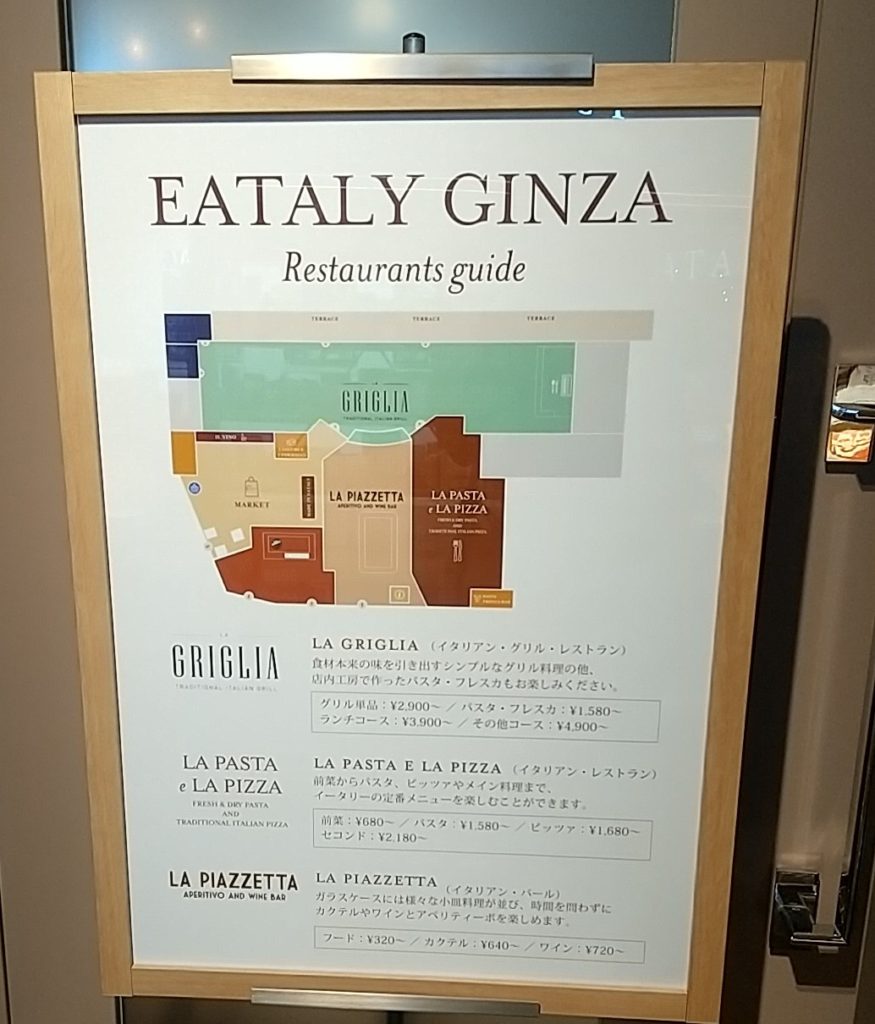 EATALY GINZA
Restaurants guide
TERRACE
TERRACE
TERRACE
LA
GRIGLIA
TRADITIONAL ITALIAN GRILL
IL VINO
MARKET
LA PIAZZETTA
APERITIVO AND WINE BAR
LA PASTA
e LA PIZZA
FRESH & DRY PASTA
AND
TRADITIONAL ITALIAN PIZZA
LA
GRIGLIA
TRADITIONAL ITALIAN GRILL
LA GRIGLIA (イタリアン・グリル・レストラン)
食材本来の味を引き出すシンプルなグリル料理の他、
店内工房で作ったパスタ・フレスカもお楽しみください。
グリル単品：¥2,900〜 ／ パスタ・フレスカ：¥1,580〜
ランチコース：¥3,900〜 ／ その他コース：¥4,900〜
LA PASTA
e LA PIZZA
FRESH & DRY PASTA
AND
TRADITIONAL ITALIAN PIZZA
LA PASTA E LA PIZZA (イタリアン・レストラン)
前菜からパスタ、ピッツァやメイン料理まで、
イータリーの定番メニューを楽しむことができます。
前菜：¥680〜 ／ パスタ：¥1,580〜 ／ ピッツァ：¥1,680〜
セコンド：¥2,180〜
LA PIAZZETTA
APERITIVO AND WINE BAR
LA PIAZZETTA (イタリアン・バール)
ガラスケースには様々な小皿料理が並び、時間を問わずに
カクテルやワインとアペリティーボを楽しめます。
フード：¥320〜 ／ カクテル：¥640〜 ／ ワイン：¥720〜